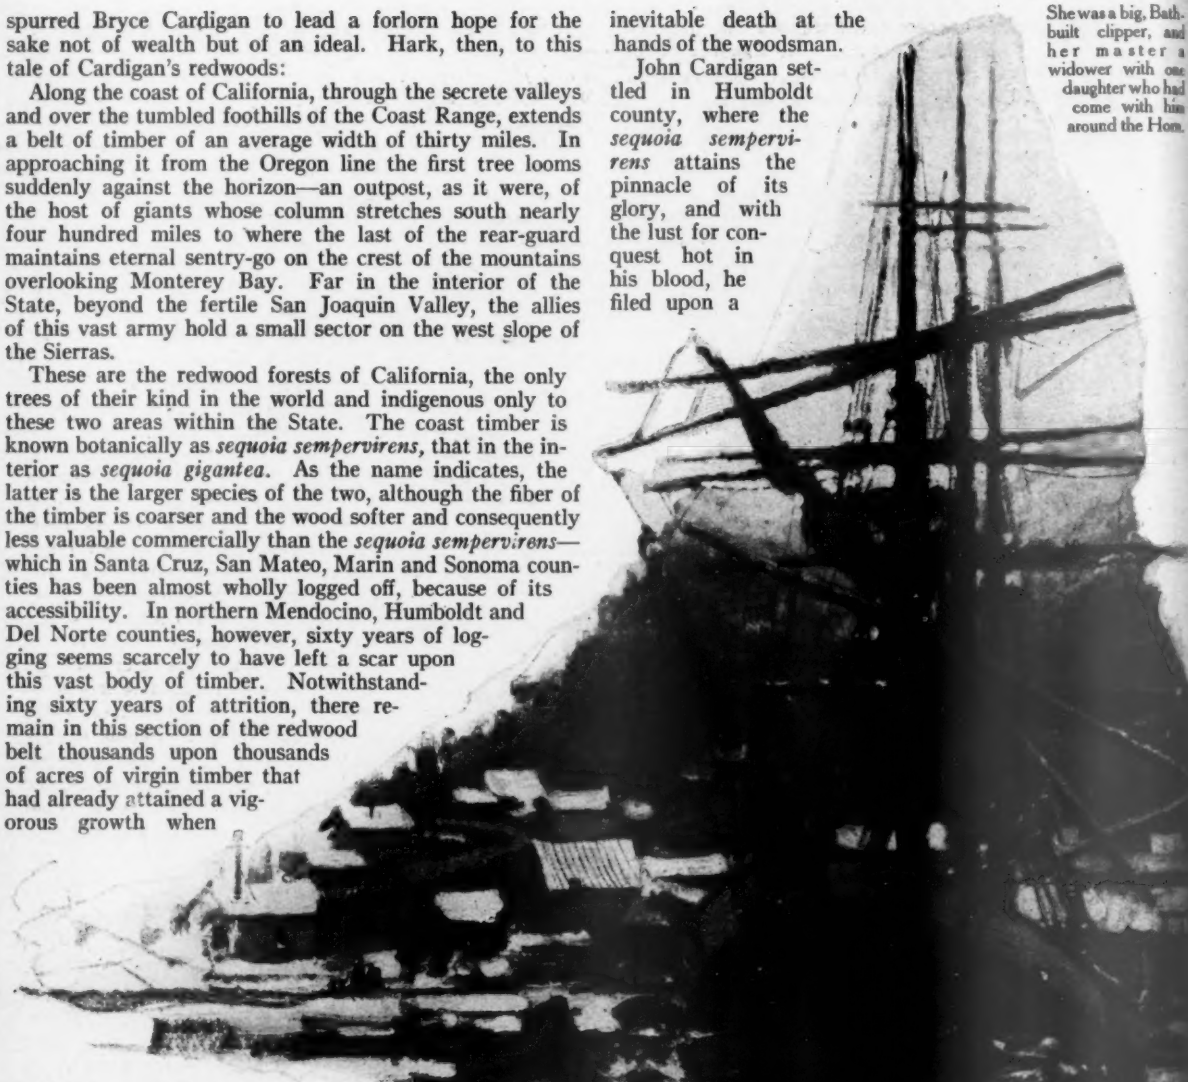 spurred Bryce Cardigan to lead a forlorn hope for the
sake not of wealth but of an ideal. Hark, then, to this
tale of Cardigan's redwoods:
Along the coast of California, through the secrete valleys
and over the tumbled foothills of the Coast Range, extends
a belt of timber of an average width of thirty miles. In
approaching it from the Oregon line the first tree looms
suddenly against the horizon—an outpost, as it were, of
the host of giants whose column stretches south nearly
four hundred miles to where the last of the rear-guard
maintains eternal sentry-go on the crest of the mountains
overlooking Monterey Bay. Far in the interior of the
State, beyond the fertile San Joaquin Valley, the allies
of this vast army hold a small sector on the west slope of
the Sierras.
These are the redwood forests of California, the only
trees of their kind in the world and indigenous only to
these two areas within the State. The coast timber is
known botanically as sequoia sempervirens, that in the in-
terior as sequoia gigantea. As the name indicates, the
latter is the larger species of the two, although the fiber of
the timber is coarser and the wood softer and consequently
less valuable commercially than the sequoia sempervirens—
which in Santa Cruz, San Mateo, Marin and Sonoma coun-
ties has been almost wholly logged off, because of its
accessibility. In northern Mendocino, Humboldt and
Del Norte counties, however, sixty years of log-
ging seems scarcely to have left a scar upon
this vast body of timber. Notwithstand-
ing sixty years of attrition, there re-
main in this section of the redwood
belt thousands upon thousands
of acres of virgin timber that
had already attained a vig-
orous growth when
inevitable death at the
hands of the woodsman.
John Cardigan set-
tled in Humboldt
county, where the
sequoia sempervi-
rens attains the
pinnacle of its
glory, and with
the lust for con-
quest hot in
his blood, he
filed upon a
She was a big, Bath-
built clipper, and
her master a
widower with one
daughter who had
come with him
around the Horn.